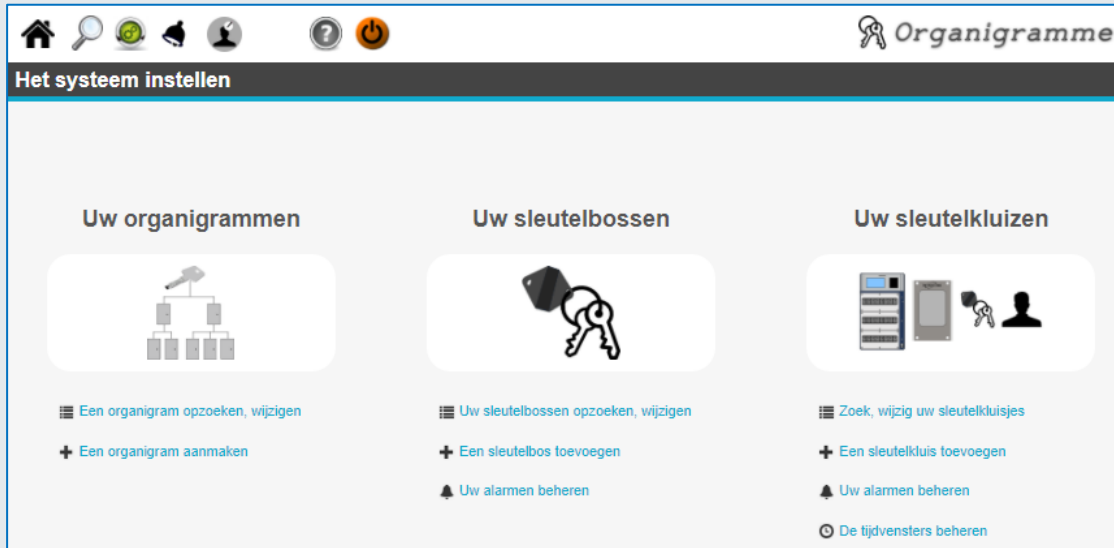 Organigramme
Het systeem instellen
Uw organigrammen
Een organigram opzoeken, wijzigen
Een organigram aanmaken
Uw sleutelbossen
Uw sleutelbossen opzoeken, wijzigen
Een sleutelbos toevoegen
Uw alarmen beheren
Uw sleutelkluizen
Zoek, wijzig uw sleutelkluisjes
Een sleutelkluis toevoegen
Uw alarmen beheren
De tijdvensters beheren